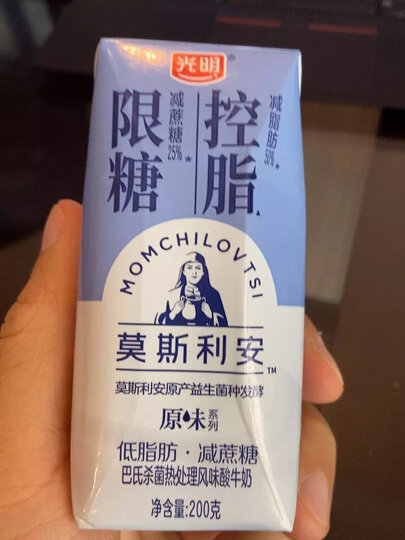 光明®
限糖
减蔗糖25%*
控脂▲
减脂肪50%*
MOMCHILOVTSI
莫斯利安™
莫斯利安原产益生菌种发酵
原味系列
低脂肪·减蔗糖
巴氏杀菌热处理风味酸牛奶
净含量:200克